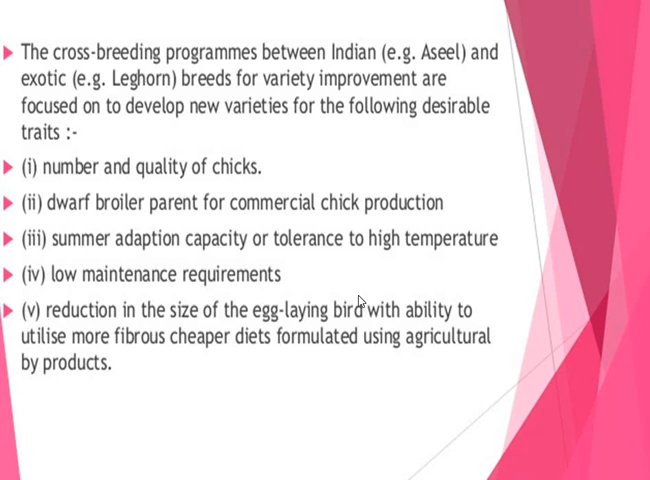 The cross-breeding programmes between Indian (e.g. Aseel) and
exotic (e.g. Leghorn) breeds for variety improvement are
focused on to develop new varieties for the following desirable
traits :-
(i) number and quality of chicks.
(ii) dwarf broiler parent for commercial chick production
(iii) summer adaption capacity or tolerance to high temperature
(iv) low maintenance requirements
(v) reduction in the size of the egg-laying bird with ability to
utilise more fibrous cheaper diets formulated using agricultural
by products.